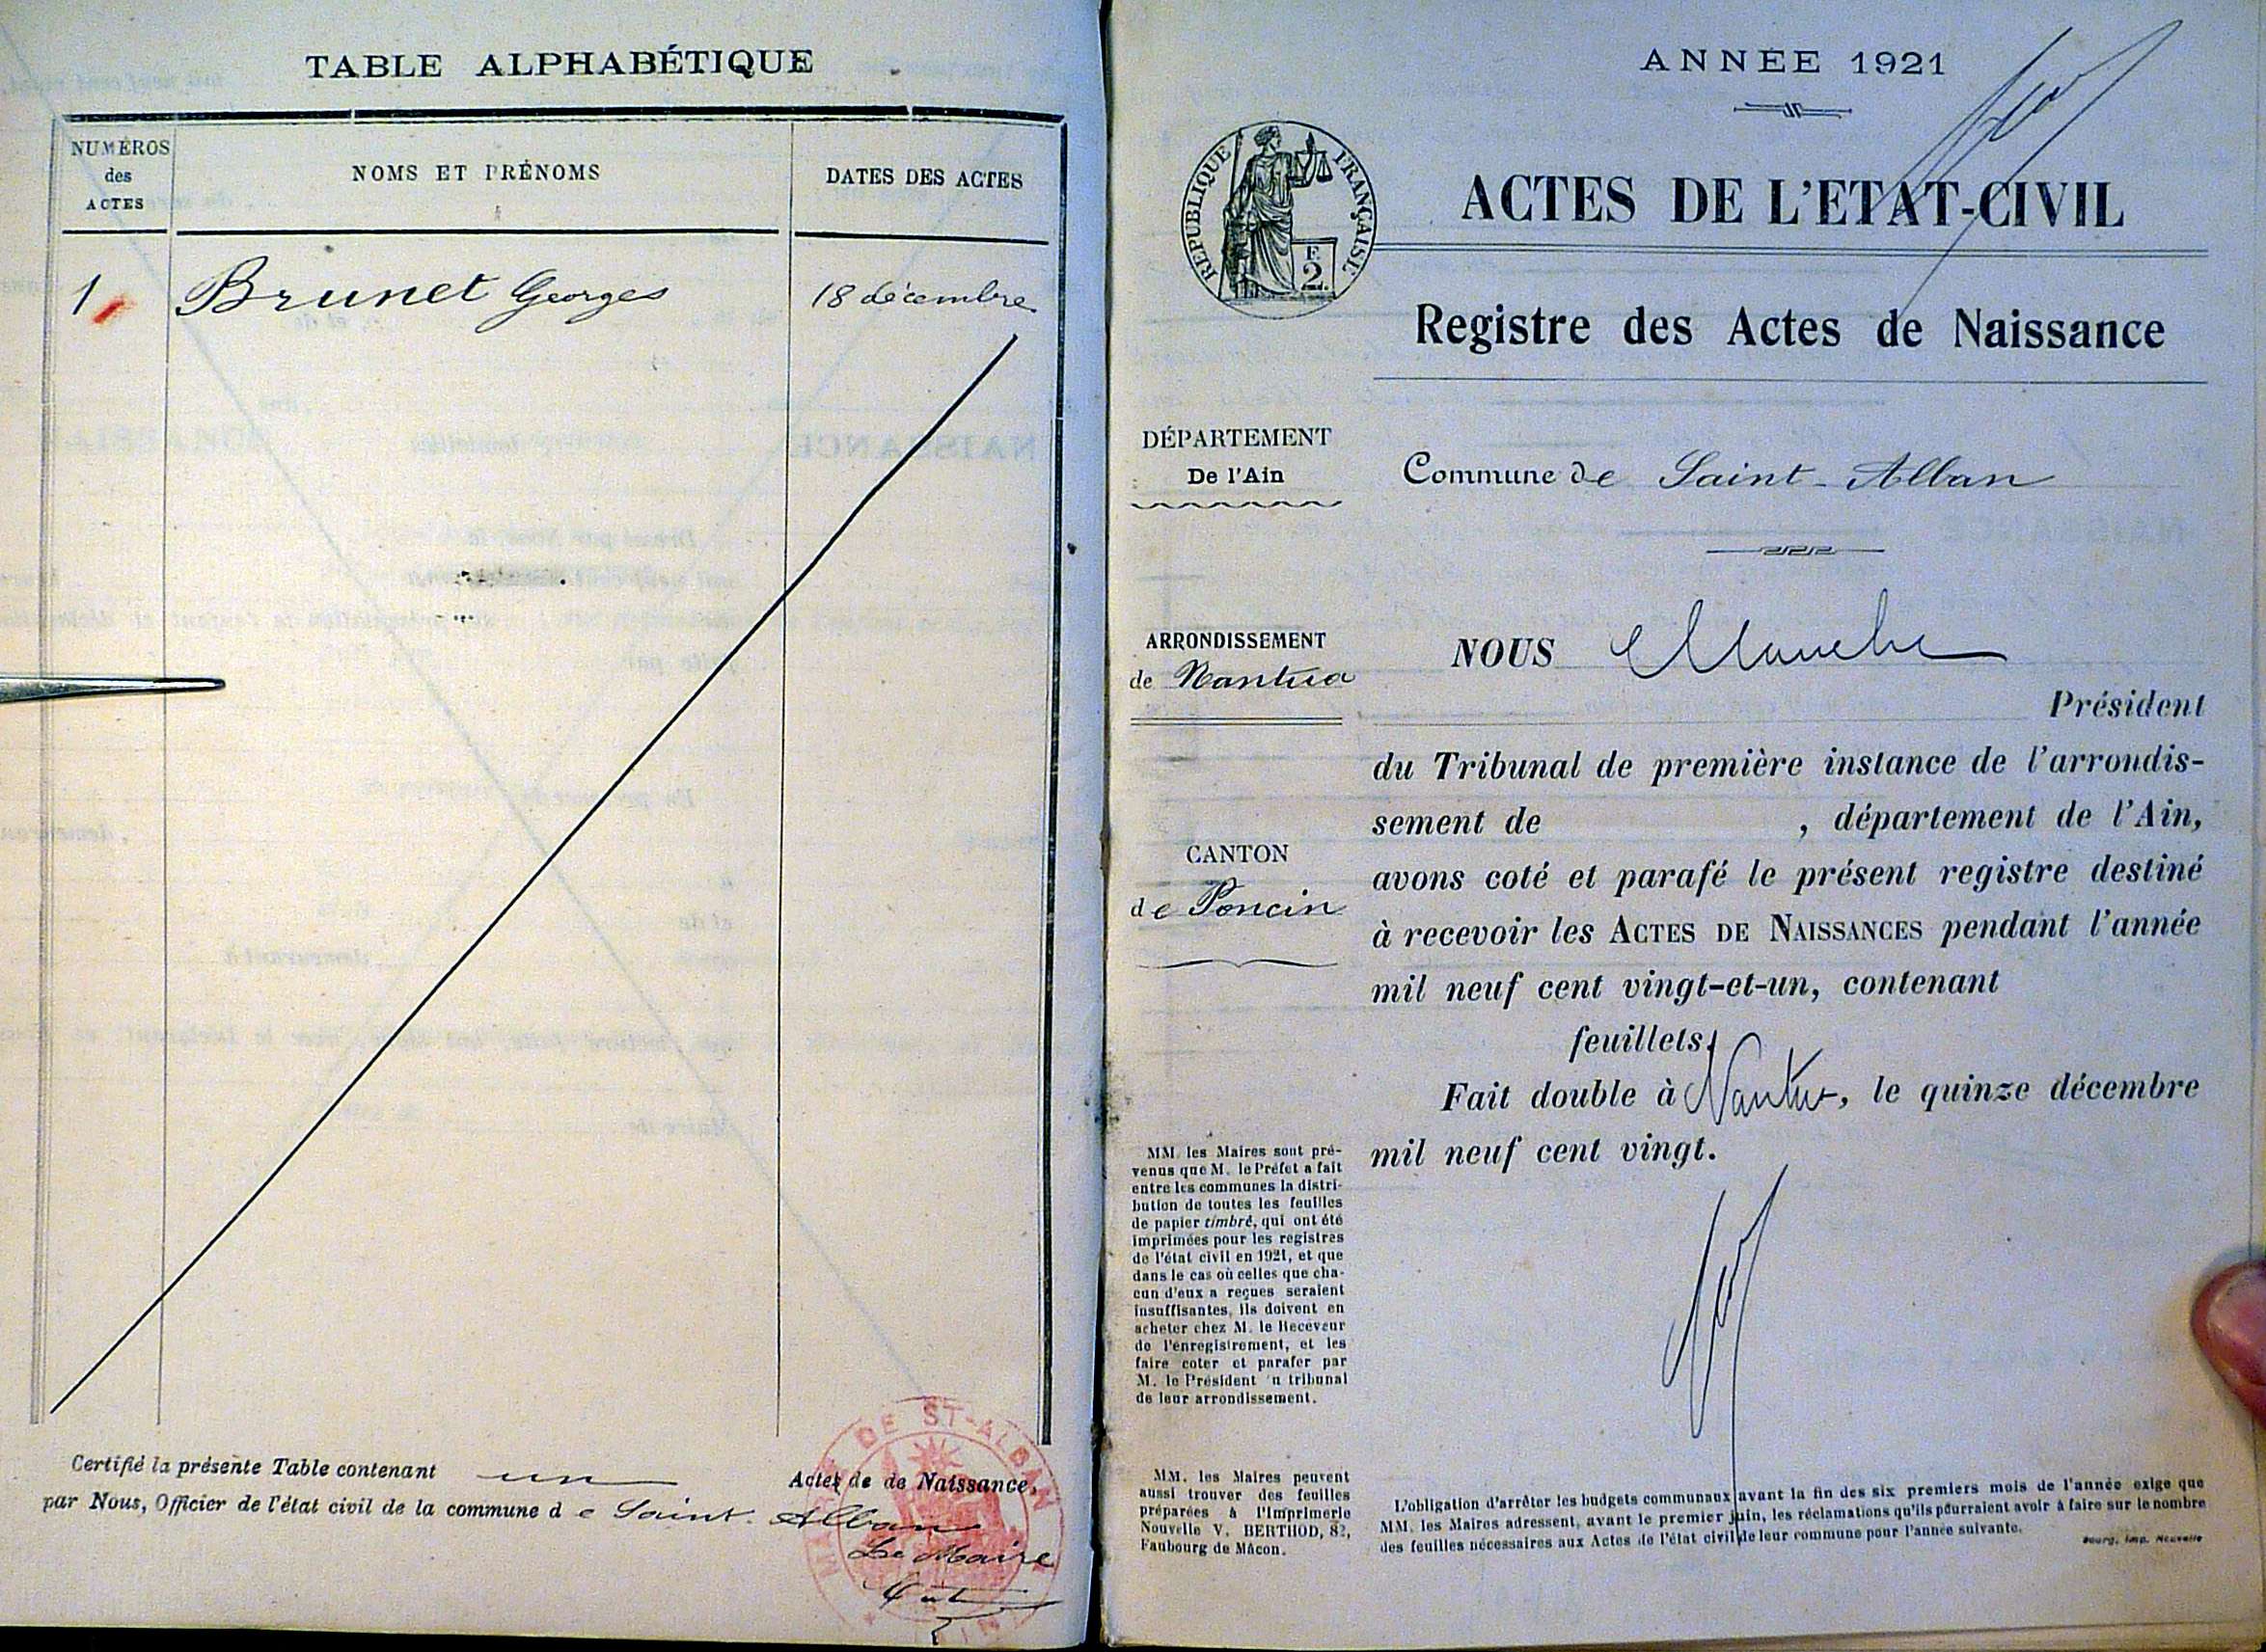 TABLE ALPHABÉTIQUE
NUMÉROS
des
ACTES
NOMS ET PRÉNOMS
DATES DES ACTES
1 Brunet Georges 18 décembre
Certifié la présente Table contenant un Actes de de Naissance,
par Nous, Officier de l'état civil de la commune de Saint-Alban
Le Maire
MAIRIE DE ST-ALBAN
ANNÉE 1921
RÉPUBLIQUE FRANÇAISE
2 F.
ACTES DE L'ETAT-CIVIL
Registre des Actes de Naissance
DÉPARTEMENT
De l'Ain
Commune de Saint-Alban
ARRONDISSEMENT
de Nantua
CANTON
de Poncin
NOUS
Président
du Tribunal de première instance de l'arrondis-
sement de , département de l'Ain,
avons coté et parafé le présent registre destiné
à recevoir les ACTES DE NAISSANCES pendant l'année
mil neuf cent vingt-et-un, contenant
feuillets.
Fait double à Nantua, le quinze décembre
mil neuf cent vingt.
MM. les Maires sont pré-
venus que M. le Préfet a fait
entre les communes la distri-
bution de toutes les feuilles
de papier timbré, qui ont été
imprimées pour les registres
de l'état civil en 1921, et que
dans le cas où celles que cha-
cun d'eux a reçues seraient
insuffisantes, ils doivent en
acheter chez M. le Receveur
de l'enregistrement, et les
faire coter et parafer par
M. le Président 'u tribunal
de leur arrondissement.
MM. les Maires peuvent
aussi trouver des feuilles
préparées à l'Imprimerie
Nouvelle V. BERTHOD, 82,
Faubourg de Mâcon.
L'obligation d'arrêter les budgets communaux avant la fin des six premiers mois de l'année exige que
MM. les Maires adressent, avant le premier juin, les réclamations qu'ils pourraient avoir à faire sur le nombre
des feuilles nécessaires aux Actes de l'état civil de leur commune pour l'année suivante.
Bourg, Imp. Nouvelle